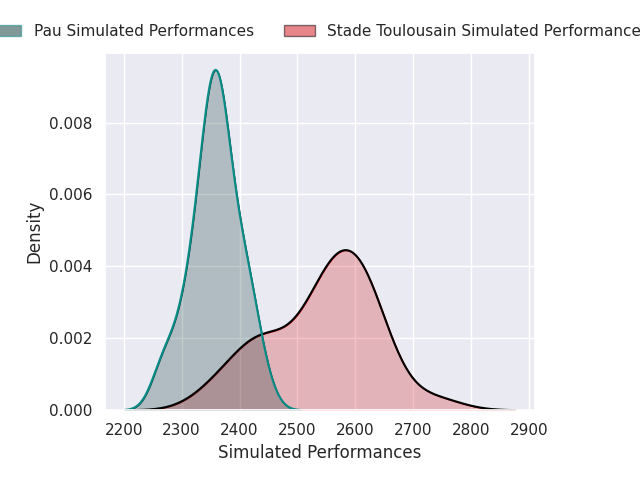 Pau Simulated Performances Stade Toulousain Simulated Performance
0.008
0.006
0.004
0.002
0.000
Density
2200 2300 2400 2500 2600 2700 2800 2900
Simulated Performances